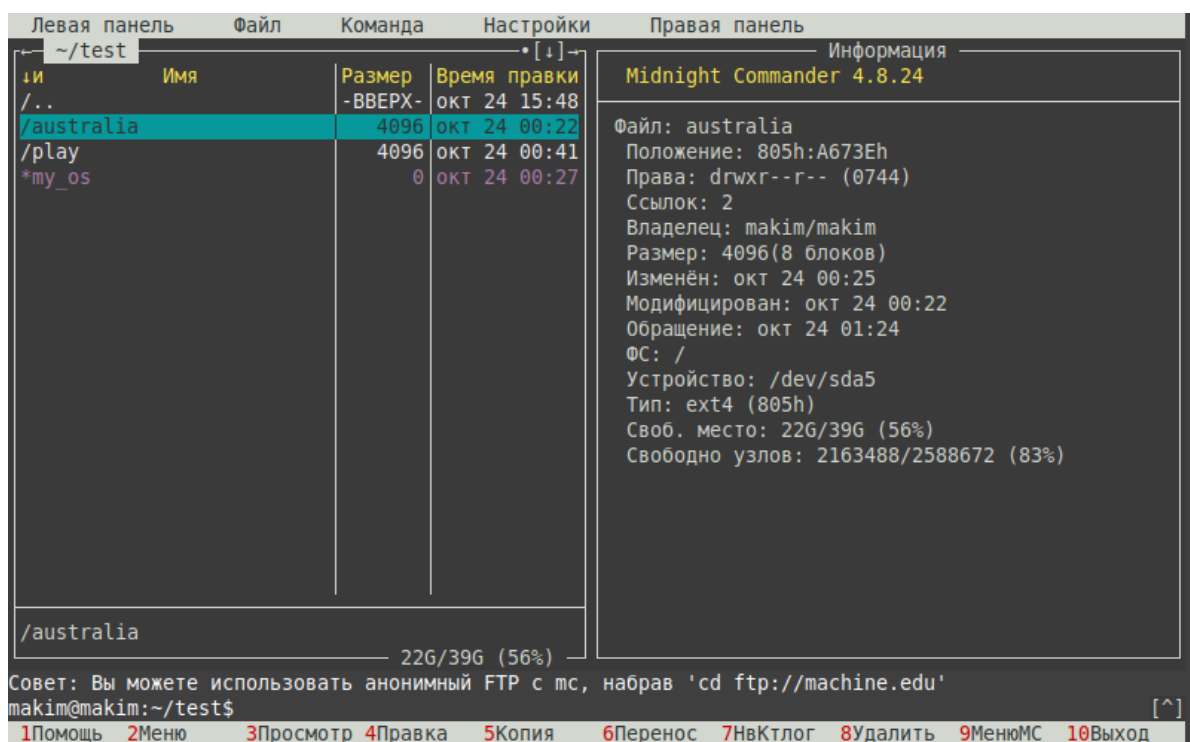 Левая панель Файл Команда Настройки Правая панель
← ~/test •[↓]→
↓и Имя Размер Время правки
/.. -ВВЕРХ- окт 24 15:48
/australia 4096 окт 24 00:22
/play 4096 окт 24 00:41
*my_os 0 окт 24 00:27
/australia
22G/39G (56%)
Информация
Midnight Commander 4.8.24
Файл: australia
Положение: 805h:A673Eh
Права: drwxr--r-- (0744)
Ссылок: 2
Владелец: makim/makim
Размер: 4096(8 блоков)
Изменён: окт 24 00:25
Модифицирован: окт 24 00:22
Обращение: окт 24 01:24
ФС: /
Устройство: /dev/sda5
Тип: ext4 (805h)
Своб. место: 22G/39G (56%)
Свободно узлов: 2163488/2588672 (83%)
Совет: Вы можете использовать анонимный FTP с mc, набрав 'cd ftp://machine.edu'
makim@makim:~/test$ [^]
1Помощь 2Меню 3Просмотр 4Правка 5Копия 6Перенос 7НвКтлог 8Удалить 9МенюМС 10Выход